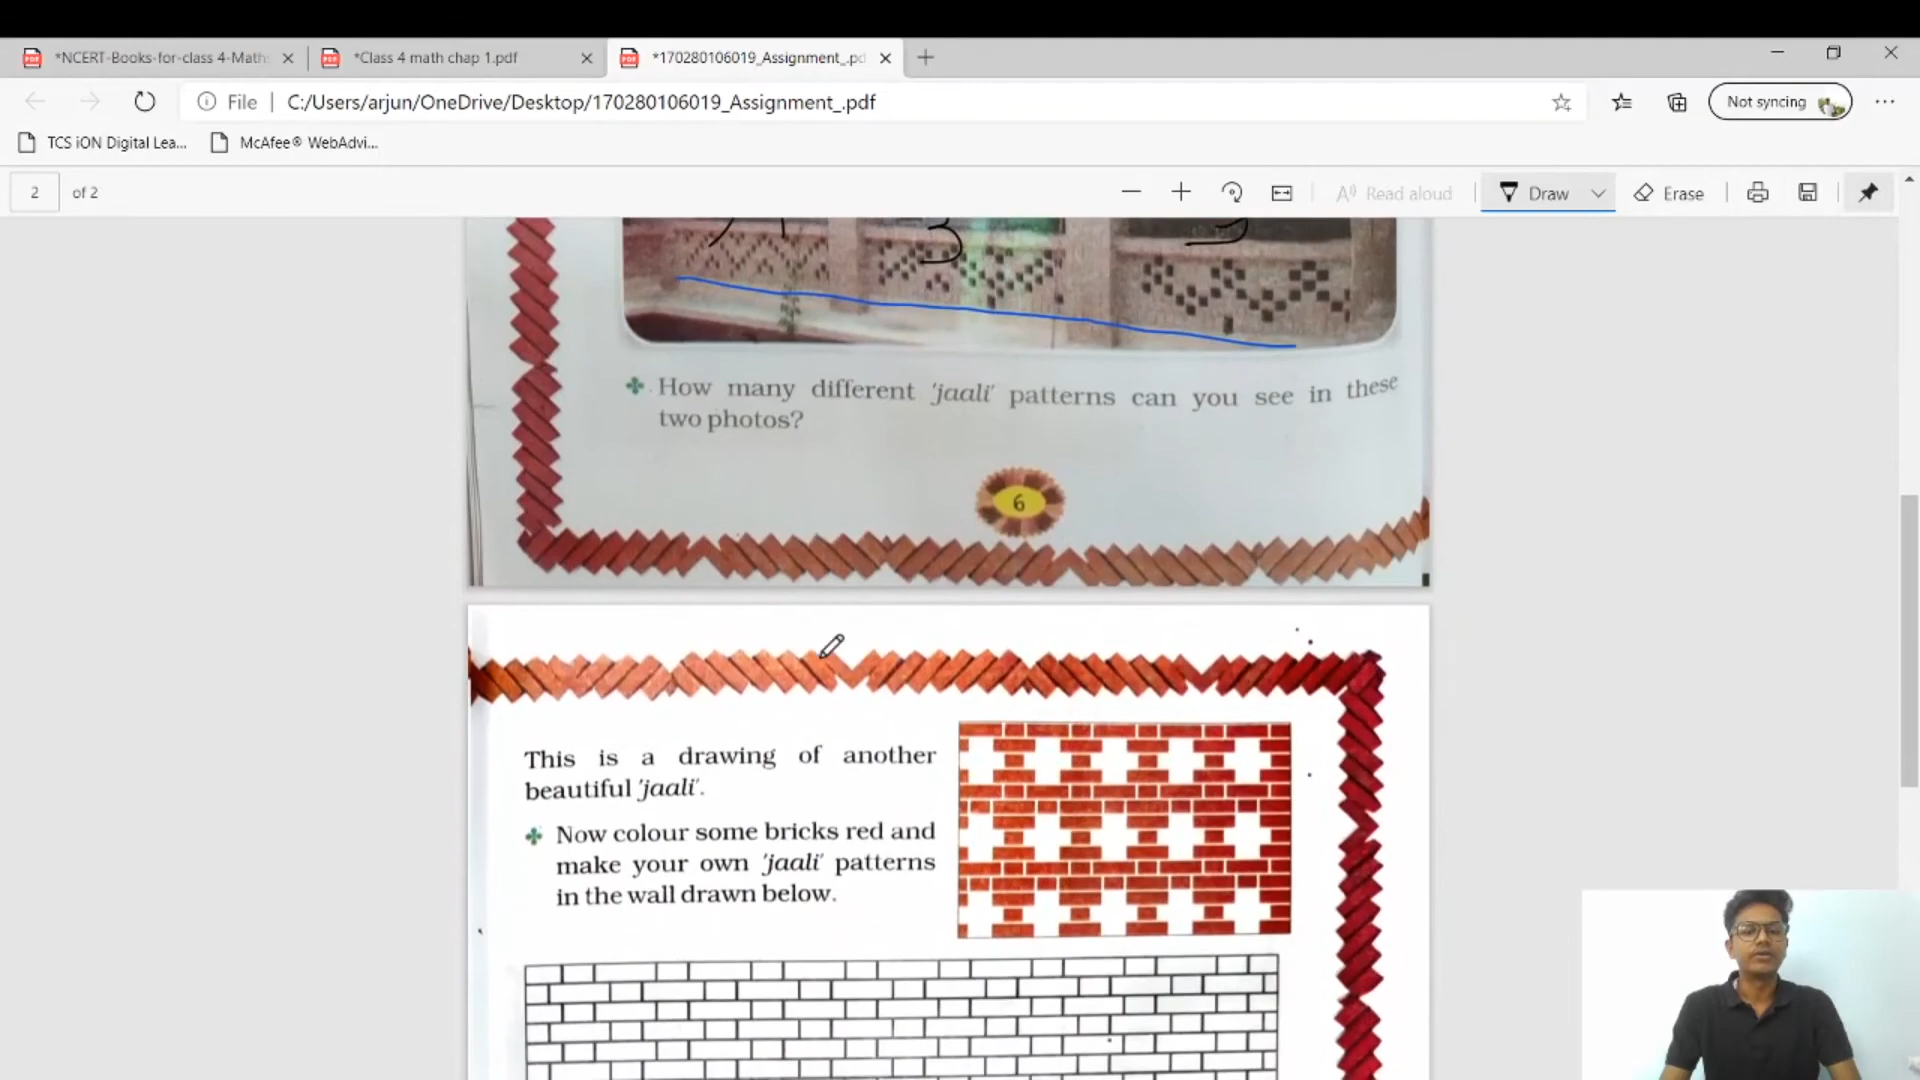 *NCERT-Books-for-class 4-Maths
*Class 4 math chap 1.pdf
*170280106019_Assignment_.pd
File
C:/Users/arjun/OneDrive/Desktop/170280106019_Assignment_.pdf
Not syncing
TCS iON Digital Lea...
McAfee® WebAdvi...
2
of 2
Read aloud
Draw
Erase
3
How many different 'jaali' patterns can you see in these
two photos?
6
This is a drawing of another
beautiful 'jaali'.
Now colour some bricks red and
make your own 'jaali' patterns
in the wall drawn below.